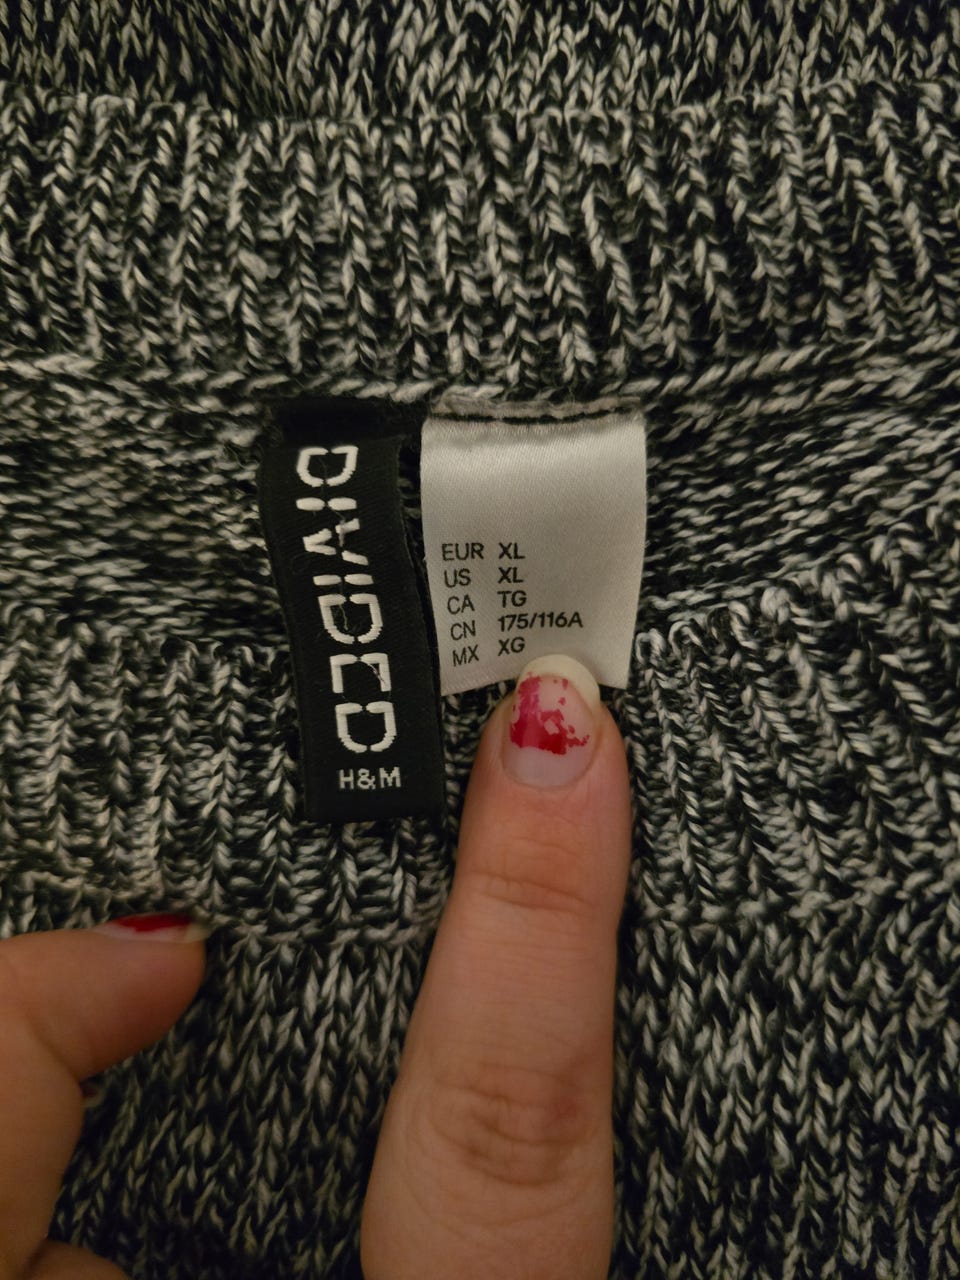 DIVIDED
H&M
EUR XL
US XL
CA TG
CN 175/116A
MX XG